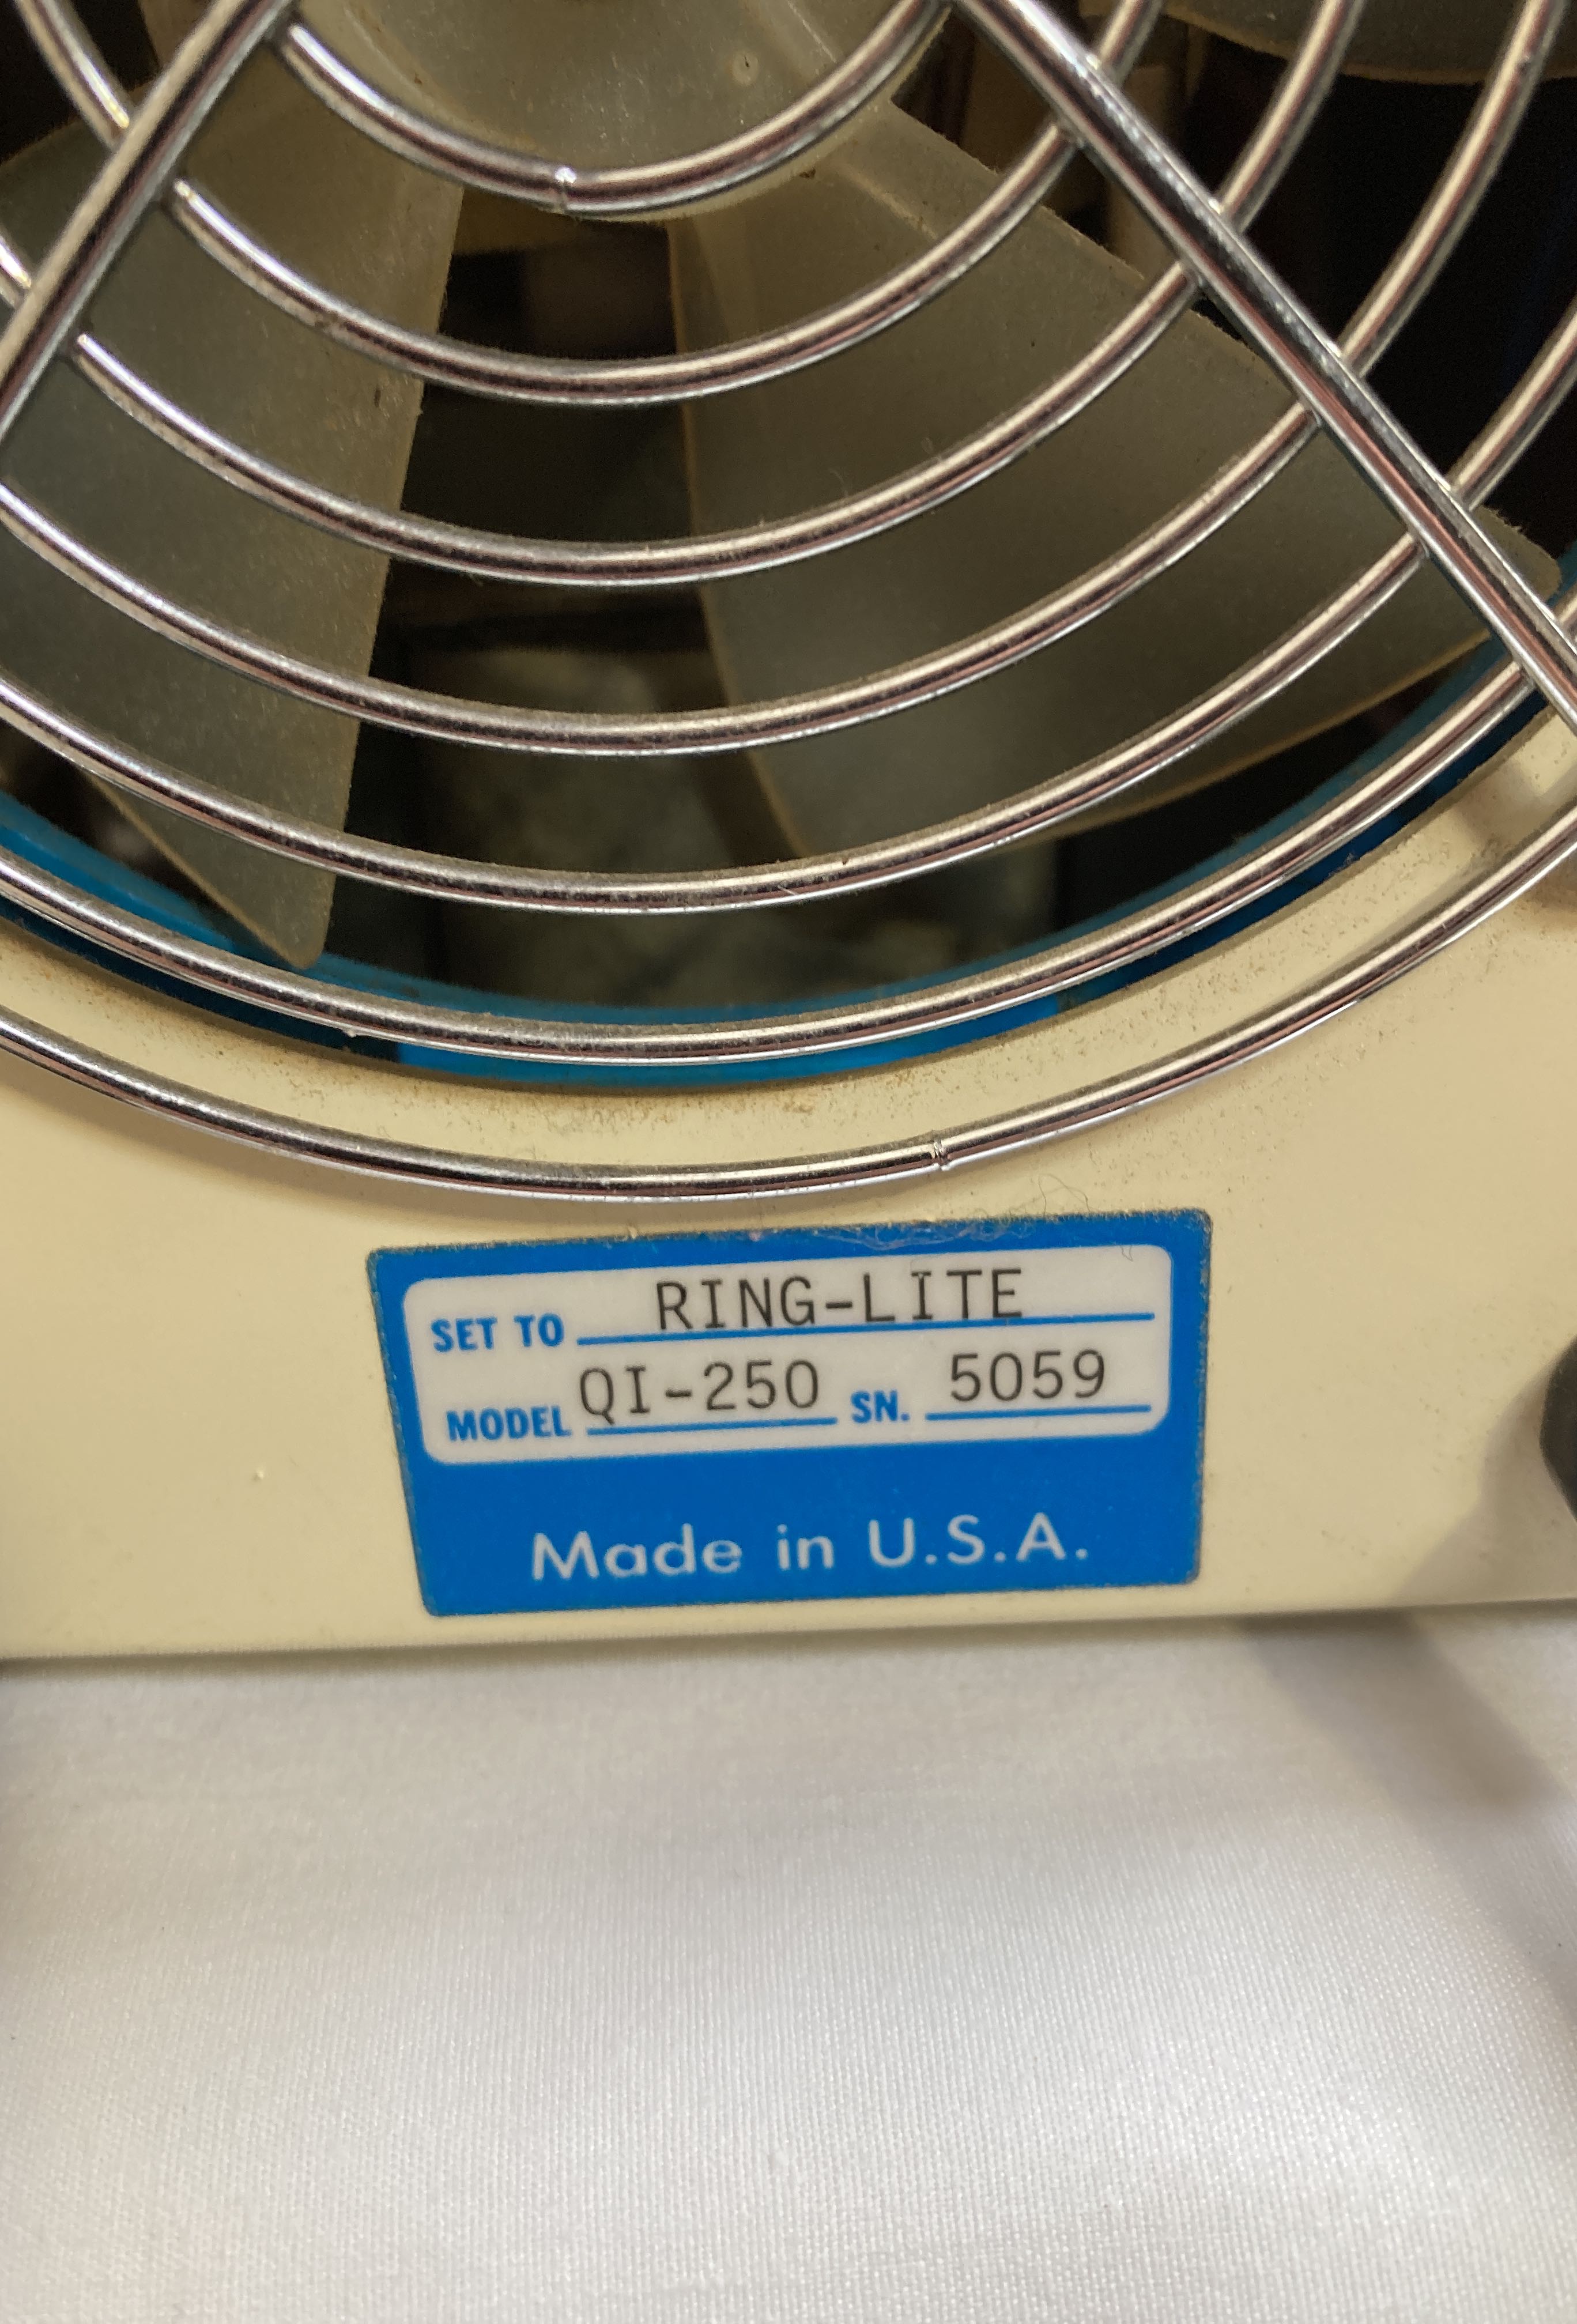 SET TO RING-LITE
MODEL QI-250 SN. 5059
Made in U.S.A.